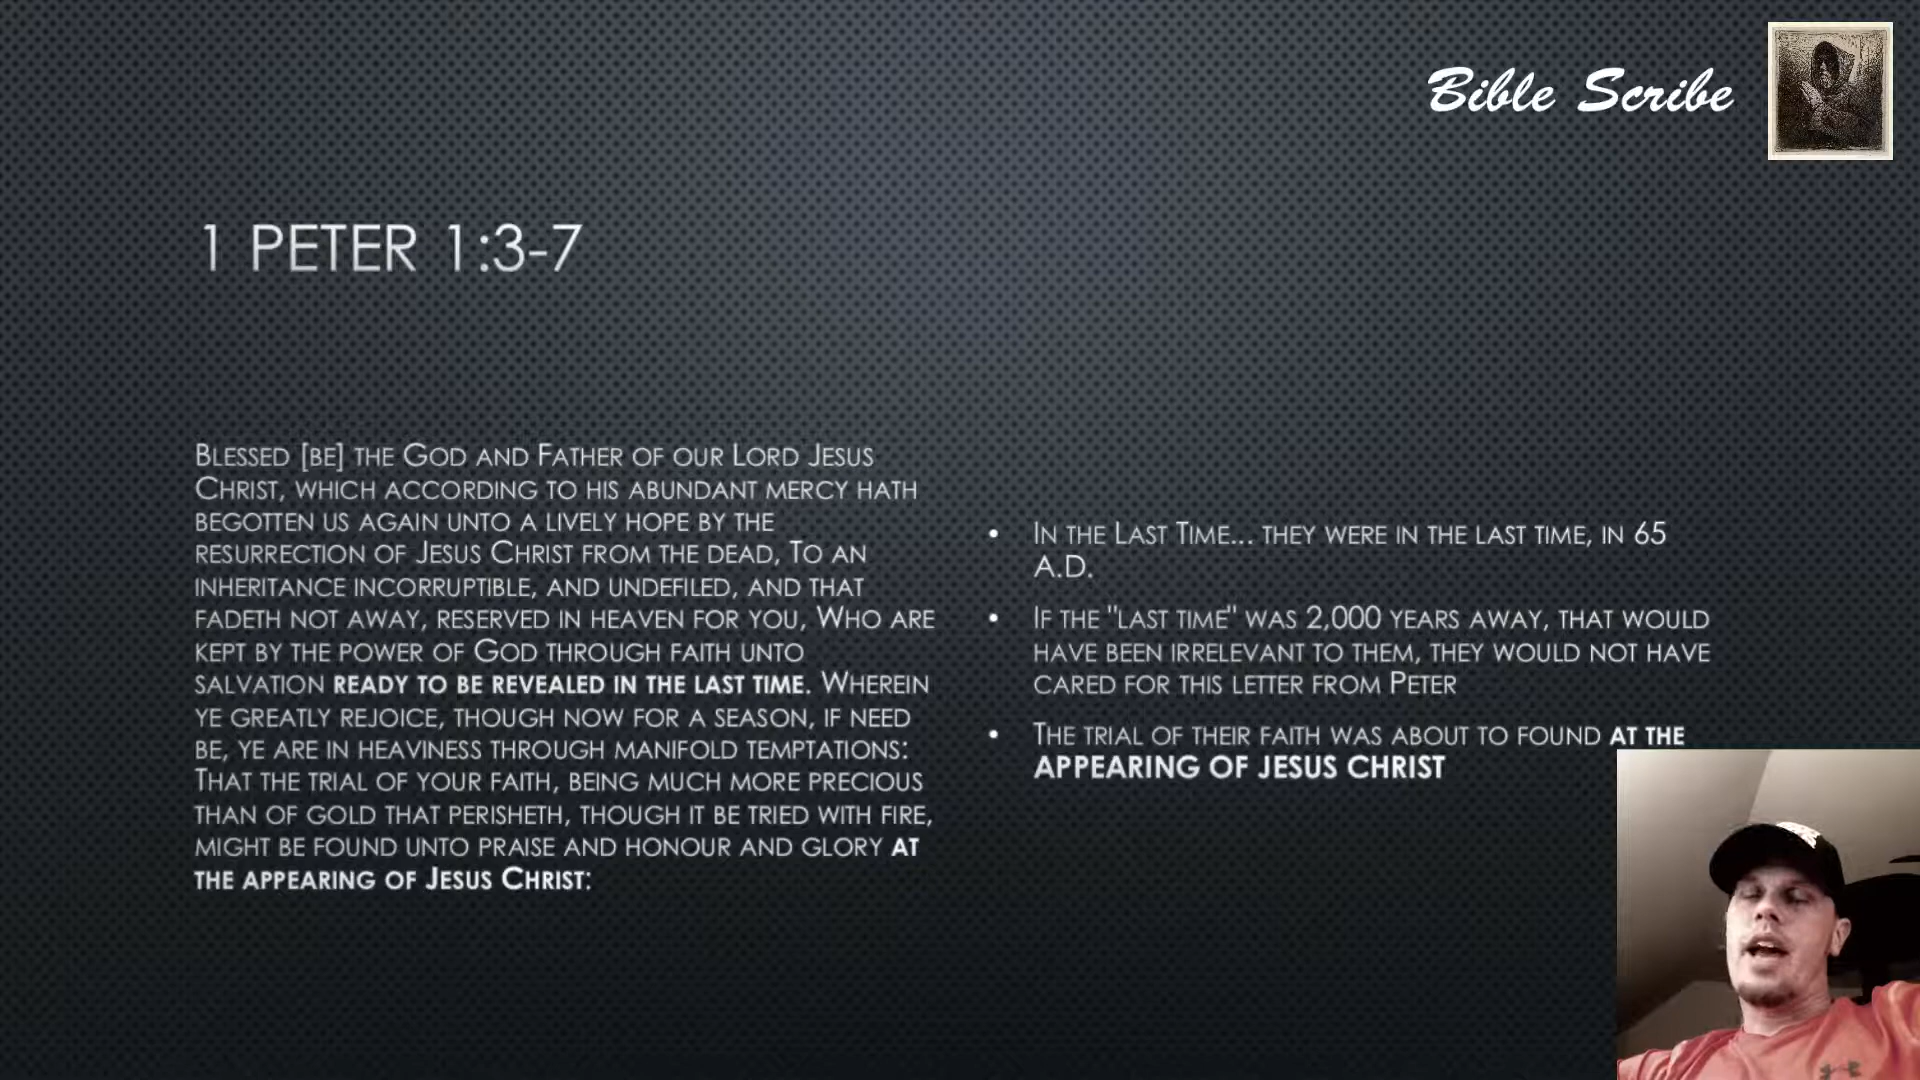 Bible Scribe
1 PETER 1:3-7
BLESSED [BE] THE GOD AND FATHER OF OUR LORD JESUS
CHRIST, WHICH ACCORDING TO HIS ABUNDANT MERCY HATH
BEGOTTEN US AGAIN UNTO A LIVELY HOPE BY THE
RESURRECTION OF JESUS CHRIST FROM THE DEAD, TO AN
INHERITANCE INCORRUPTIBLE, AND UNDEFILED, AND THAT
FADETH NOT AWAY, RESERVED IN HEAVEN FOR YOU, WHO ARE
KEPT BY THE POWER OF GOD THROUGH FAITH UNTO
SALVATION READY TO BE REVEALED IN THE LAST TIME. WHEREIN
YE GREATLY REJOICE, THOUGH NOW FOR A SEASON, IF NEED
BE, YE ARE IN HEAVINESS THROUGH MANIFOLD TEMPTATIONS:
THAT THE TRIAL OF YOUR FAITH, BEING MUCH MORE PRECIOUS
THAN OF GOLD THAT PERISHETH, THOUGH IT BE TRIED WITH FIRE,
MIGHT BE FOUND UNTO PRAISE AND HONOUR AND GLORY AT
THE APPEARING OF JESUS CHRIST:
• IN THE LAST TIME... THEY WERE IN THE LAST TIME, IN 65
A.D.
• IF THE "LAST TIME" WAS 2,000 YEARS AWAY, THAT WOULD
HAVE BEEN IRRELEVANT TO THEM, THEY WOULD NOT HAVE
CARED FOR THIS LETTER FROM PETER
• THE TRIAL OF THEIR FAITH WAS ABOUT TO FOUND AT THE
APPEARING OF JESUS CHRIST